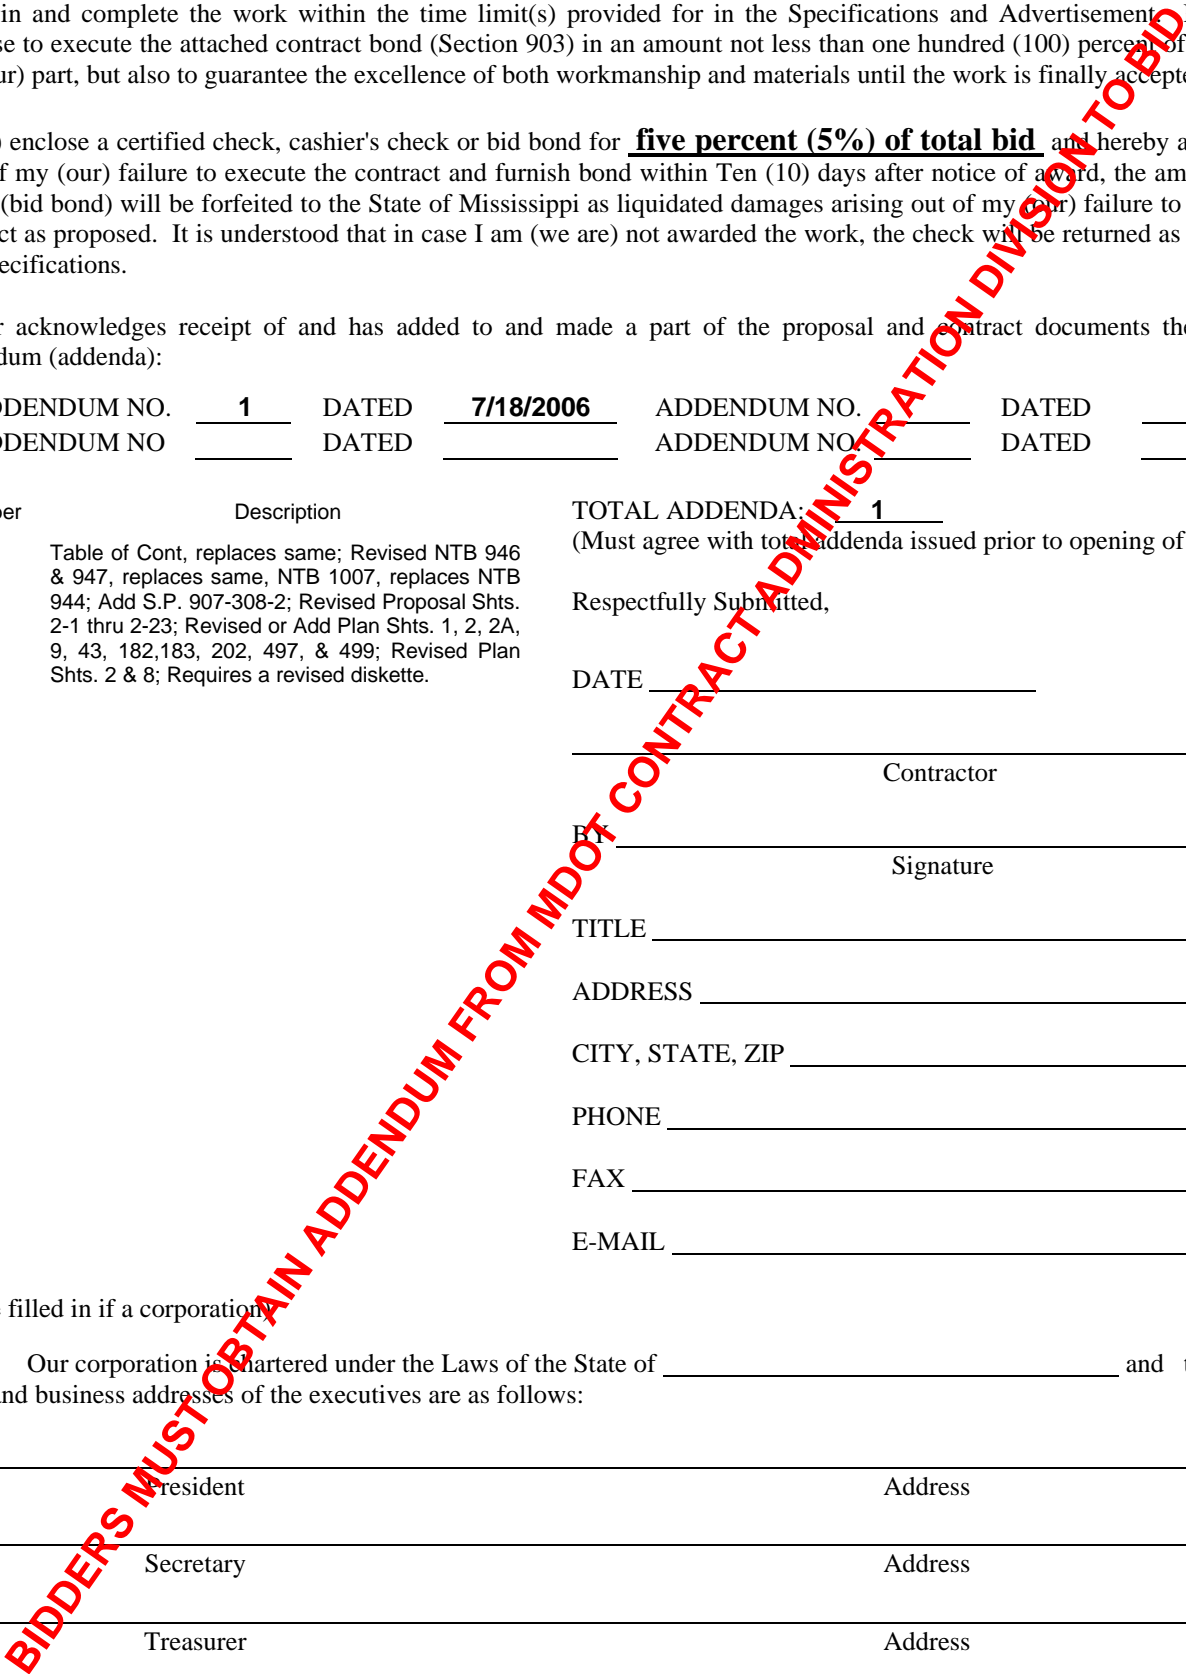 in and complete the work within the time limit(s) provided for in the Specifications and Advertisement.
se to execute the attached contract bond (Section 903) in an amount not less than one hundred (100) percent of
ur) part, but also to guarantee the excellence of both workmanship and materials until the work is finally accepte
) enclose a certified check, cashier's check or bid bond for five percent (5%) of total bid and hereby a
f my (our) failure to execute the contract and furnish bond within Ten (10) days after notice of award, the am
(bid bond) will be forfeited to the State of Mississippi as liquidated damages arising out of my (our) failure to
ct as proposed. It is understood that in case I am (we are) not awarded the work, the check will be returned as
ecifications.
r acknowledges receipt of and has added to and made a part of the proposal and contract documents the
dum (addenda):
DDENDUM NO. 1 DATED 7/18/2006 ADDENDUM NO. DATED
DDENDUM NO DATED ADDENDUM NO. DATED
ber Description
Table of Cont, replaces same; Revised NTB 946
& 947, replaces same, NTB 1007, replaces NTB
944; Add S.P. 907-308-2; Revised Proposal Shts.
2-1 thru 2-23; Revised or Add Plan Shts. 1, 2, 2A,
9, 43, 182,183, 202, 497, & 499; Revised Plan
Shts. 2 & 8; Requires a revised diskette.
TOTAL ADDENDA: 1
(Must agree with total addenda issued prior to opening of
Respectfully Submitted,
DATE
Contractor
BY
Signature
TITLE
ADDRESS
CITY, STATE, ZIP
PHONE
FAX
E-MAIL
e filled in if a corporation)
Our corporation is chartered under the Laws of the State of and t
and business addresses of the executives are as follows:
President Address
Secretary Address
Treasurer Address
BIDDERS MUST OBTAIN ADDENDUM FROM MDOT CONTRACT ADMINISTRATION DIVISION TO BID